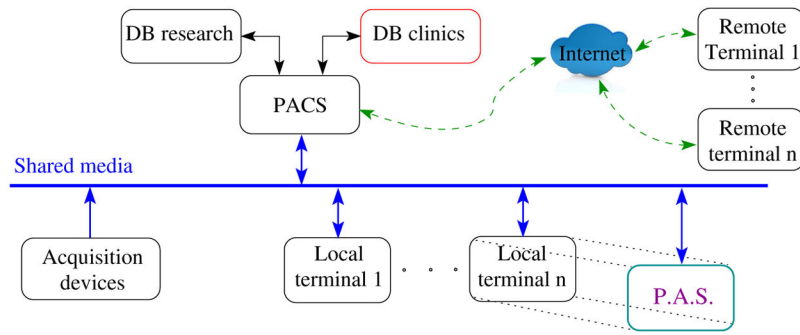 DB research
DB clinics
Internet
Remote
Terminal 1
PACS
Remote
terminal n
Shared media
Acquisition
devices
Local
terminal 1
Local
terminal n
P.A.S.